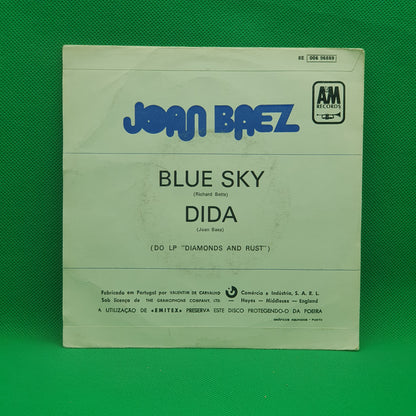 8E 006 96889
JOAN BAEZ
A&M
RECORDS
BLUE SKY
(Richard Betts)
DIDA
(Joan Baez)
(DO LP "DIAMONDS AND RUST")
Fabricado em Portugal por VALENTIM DE CARVALHO Comércio e Indústria, S. A. R. L.
Sob licença de THE GRAMOPHONE COMPANY, LTD. — Hayes — Middlesex — England
A UTILIZAÇÃO DE «EMITEX» PRESERVA ESTE DISCO PROTEGENDO-O DA POEIRA